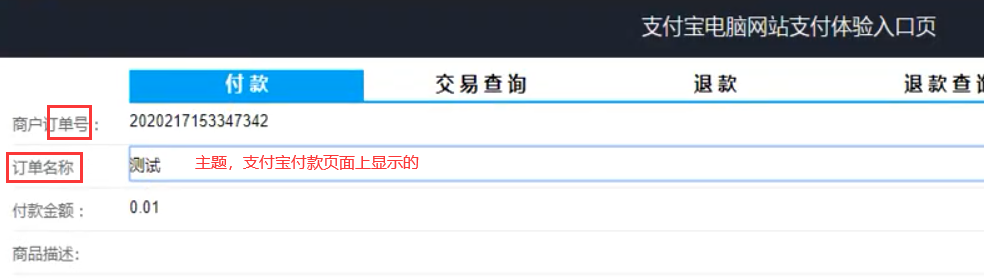 支付宝电脑网站支付体验入口页
付款 交易查询 退款 退款查询
商户订单号： 2020217153347342
订单名称 测试 主题，支付宝付款页面上显示的
付款金额： 0.01
商品描述：